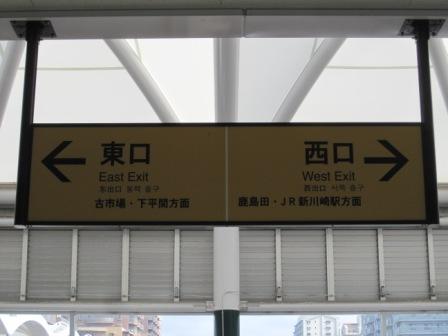 東口
East Exit
东出口 동쪽 출구
古市場・下平間方面
西口
West Exit
西出口 서쪽 출구
鹿島田・JR新川崎駅方面